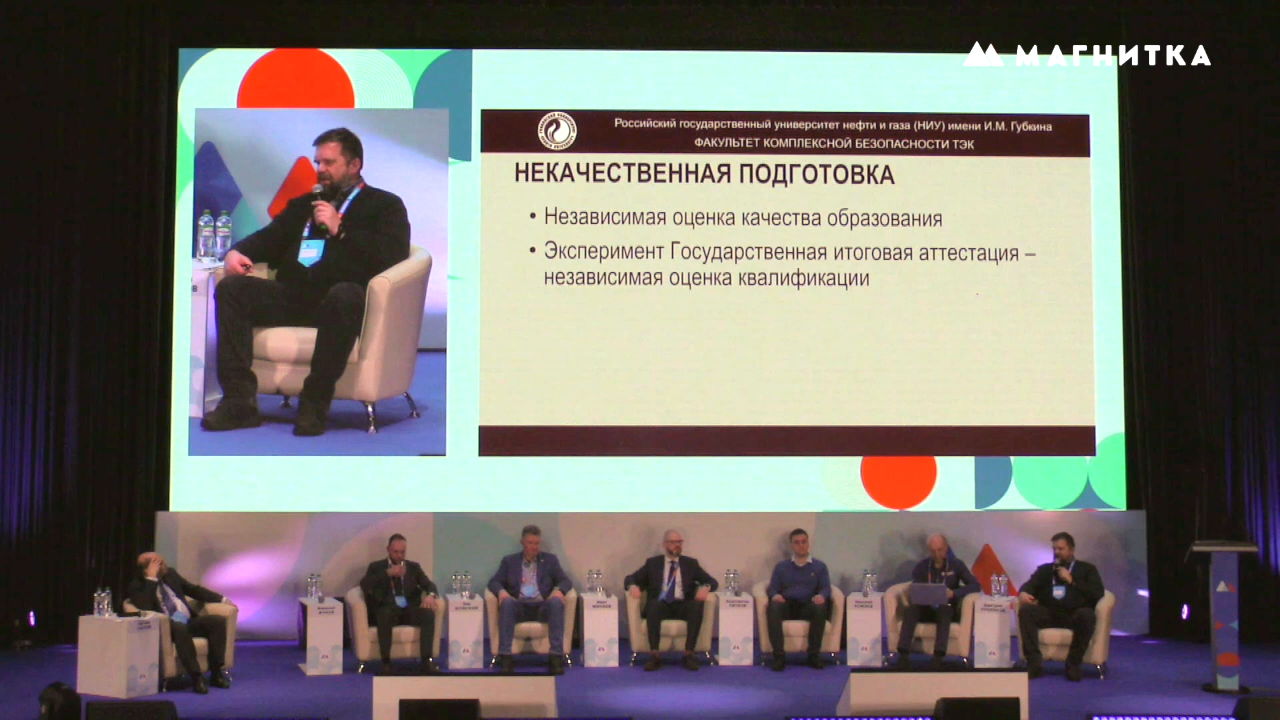 МАГНИТКА
Российский государственный университет нефти и газа (НИУ) имени И.М. Губкина
ФАКУЛЬТЕТ КОМПЛЕКСНОЙ БЕЗОПАСНОСТИ ТЭК
НЕКАЧЕСТВЕННАЯ ПОДГОТОВКА
• Независимая оценка качества образования
• Эксперимент Государственная итоговая аттестация –
независимая оценка квалификации